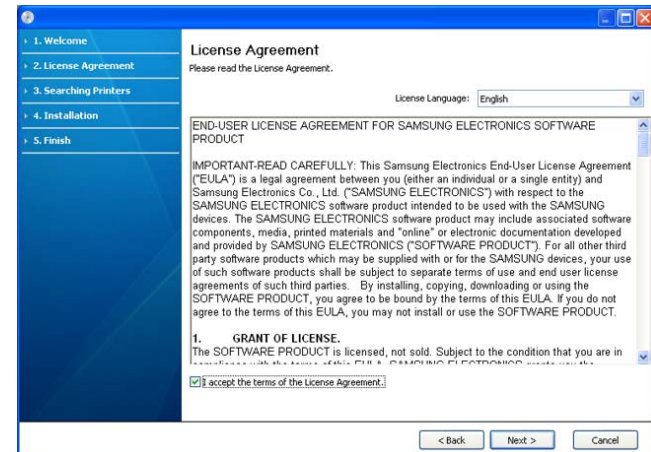 1. Welcome
2. License Agreement
3. Searching Printers
4. Installation
5. Finish
License Agreement
Please read the License Agreement.
License Language: English
END-USER LICENSE AGREEMENT FOR SAMSUNG ELECTRONICS SOFTWARE
PRODUCT
IMPORTANT-READ CAREFULLY: This Samsung Electronics End-User License Agreement
("EULA") is a legal agreement between you (either an individual or a single entity) and
Samsung Electronics Co., Ltd. ("SAMSUNG ELECTRONICS") with respect to the
SAMSUNG ELECTRONICS software product intended to be used with the SAMSUNG
devices. The SAMSUNG ELECTRONICS software product may include associated software
components, media, printed materials and "online" or electronic documentation developed
and provided by SAMSUNG ELECTRONICS ("SOFTWARE PRODUCT"). For all other third
party software products which may be supplied with or for the SAMSUNG devices, your use
of such software products shall be subject to separate terms of use and end user license
agreements of such third parties. By installing, copying, downloading or using the
SOFTWARE PRODUCT, you agree to be bound by the terms of this EULA. If you do not
agree to the terms of this EULA, you may not install or use the SOFTWARE PRODUCT.
1. GRANT OF LICENSE.
The SOFTWARE PRODUCT is licensed, not sold. Subject to the condition that you are in
I accept the terms of the License Agreement.
< Back Next > Cancel